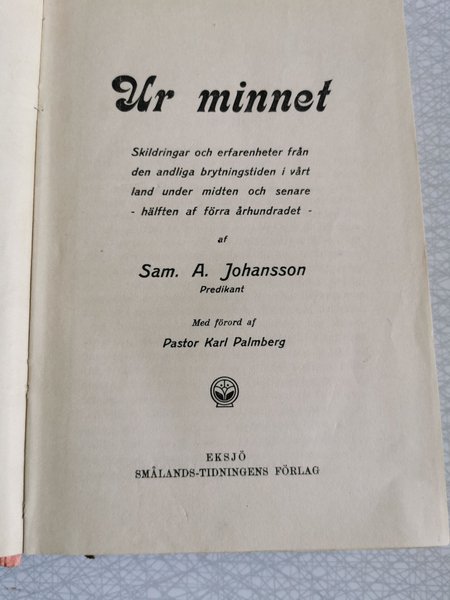 Ur minnet
Skildringar och erfarenheter från
den andliga brytningstiden i vårt
land under midten och senare
- hälften af förra århundradet -
af
Sam. A. Johansson
Predikant
Med förord af
Pastor Karl Palmberg
EKSJÖ
SMÅLANDS-TIDNINGENS FÖRLAG